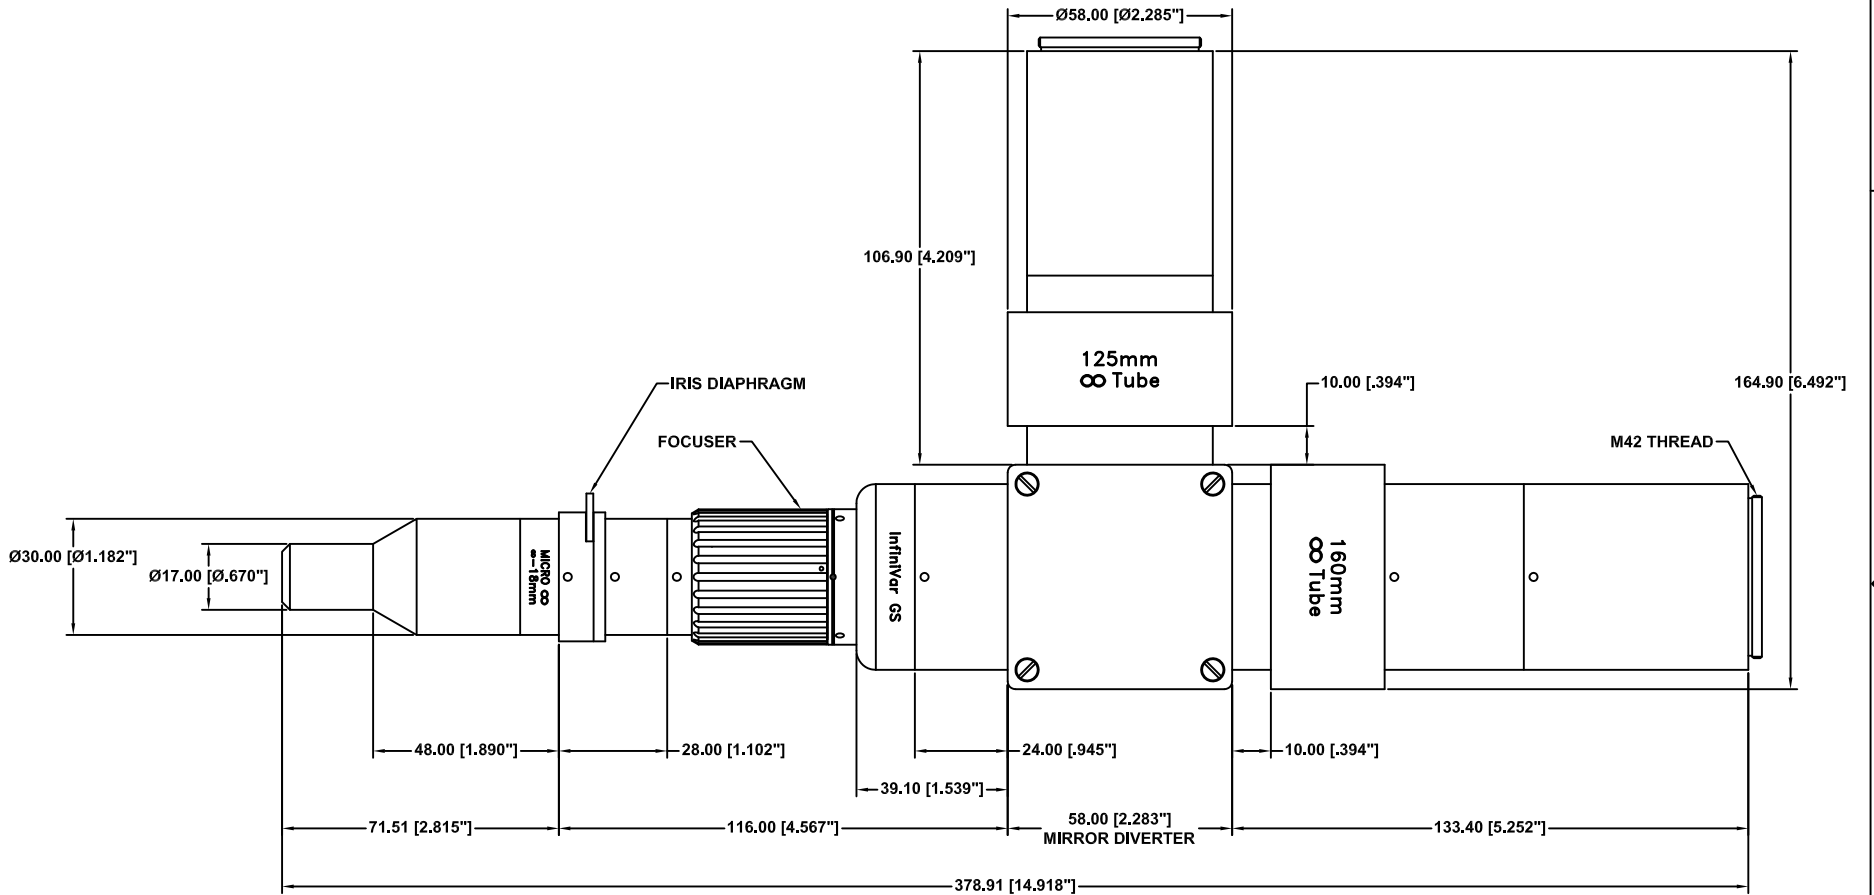 Ø58.00 [Ø2.285"]
106.90 [4.209"]
125mm
∞ Tube
IRIS DIAPHRAGM
10.00 [.394"]
164.90 [6.492"]
FOCUSER
M42 THREAD
Ø30.00 [Ø1.182"]
Ø17.00 [Ø.670"]
MICRO ∞
∞-18mm
InfiniVar GS
160mm
∞ Tube
48.00 [1.890"]
28.00 [1.102"]
24.00 [.945"]
10.00 [.394"]
39.10 [1.539"]
71.51 [2.815"]
116.00 [4.567"]
58.00 [2.283"]
MIRROR DIVERTER
133.40 [5.252"]
378.91 [14.918"]